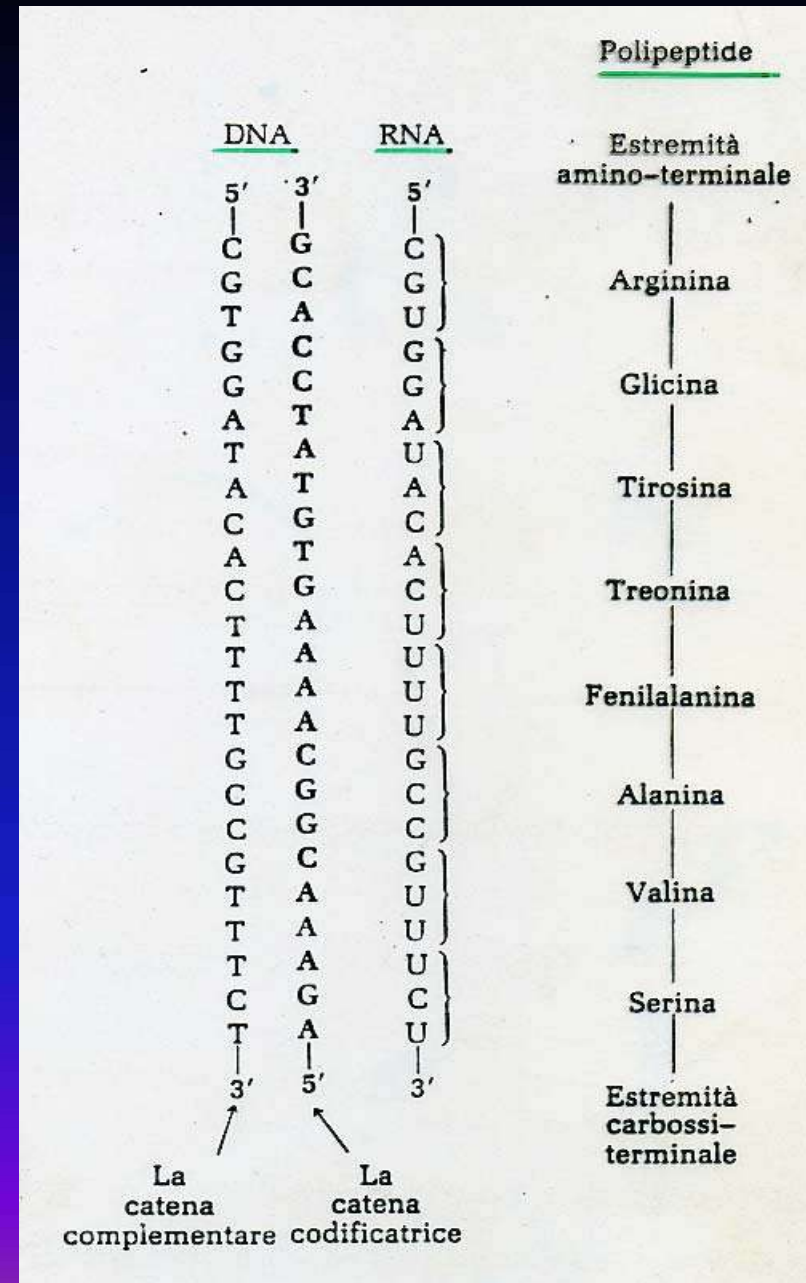 Polipeptide
DNA RNA
Estremità
amino-terminale
5′ 3′ 5′
C G C
G C G Arginina
T A U
G C G
G C G Glicina
A T A
T A U
A T A Tirosina
C G C
A T A
C G C Treonina
T A U
T A U
T A U Fenilalanina
T A U
G C G
C G C Alanina
C G C
G C G
T A U Valina
T A U
T A U
C G C Serina
T A U
3′ 5′ 3′
Estremità
carbossi-
terminale
La La
catena catena
complementare codificatrice